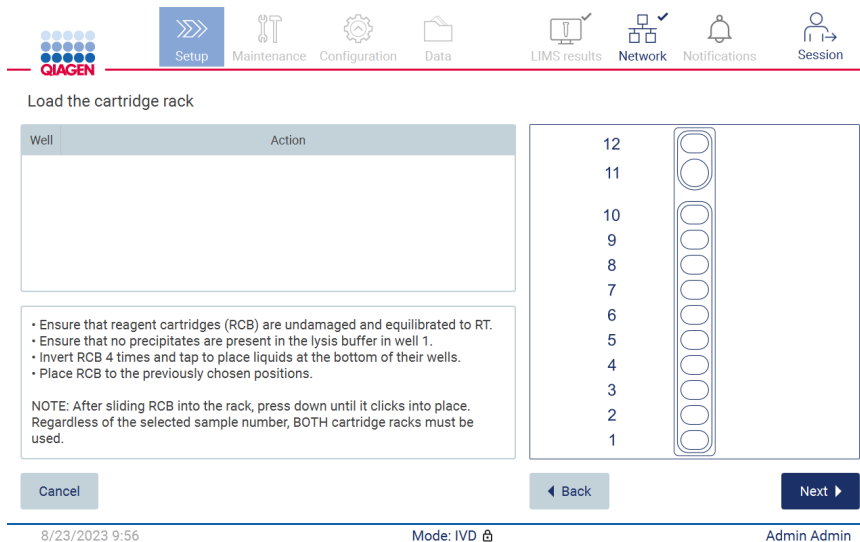 QIAGEN
Setup
Maintenance
Configuration
Data
LIMS results
Network
Notifications
Session
Load the cartridge rack
Well Action
• Ensure that reagent cartridges (RCB) are undamaged and equilibrated to RT.
• Ensure that no precipitates are present in the lysis buffer in well 1.
• Invert RCB 4 times and tap to place liquids at the bottom of their wells.
• Place RCB to the previously chosen positions.
NOTE: After sliding RCB into the rack, press down until it clicks into place.
Regardless of the selected sample number, BOTH cartridge racks must be
used.
12
11
10
9
8
7
6
5
4
3
2
1
Cancel
Back
Next
8/23/2023 9:56
Mode: IVD
Admin Admin